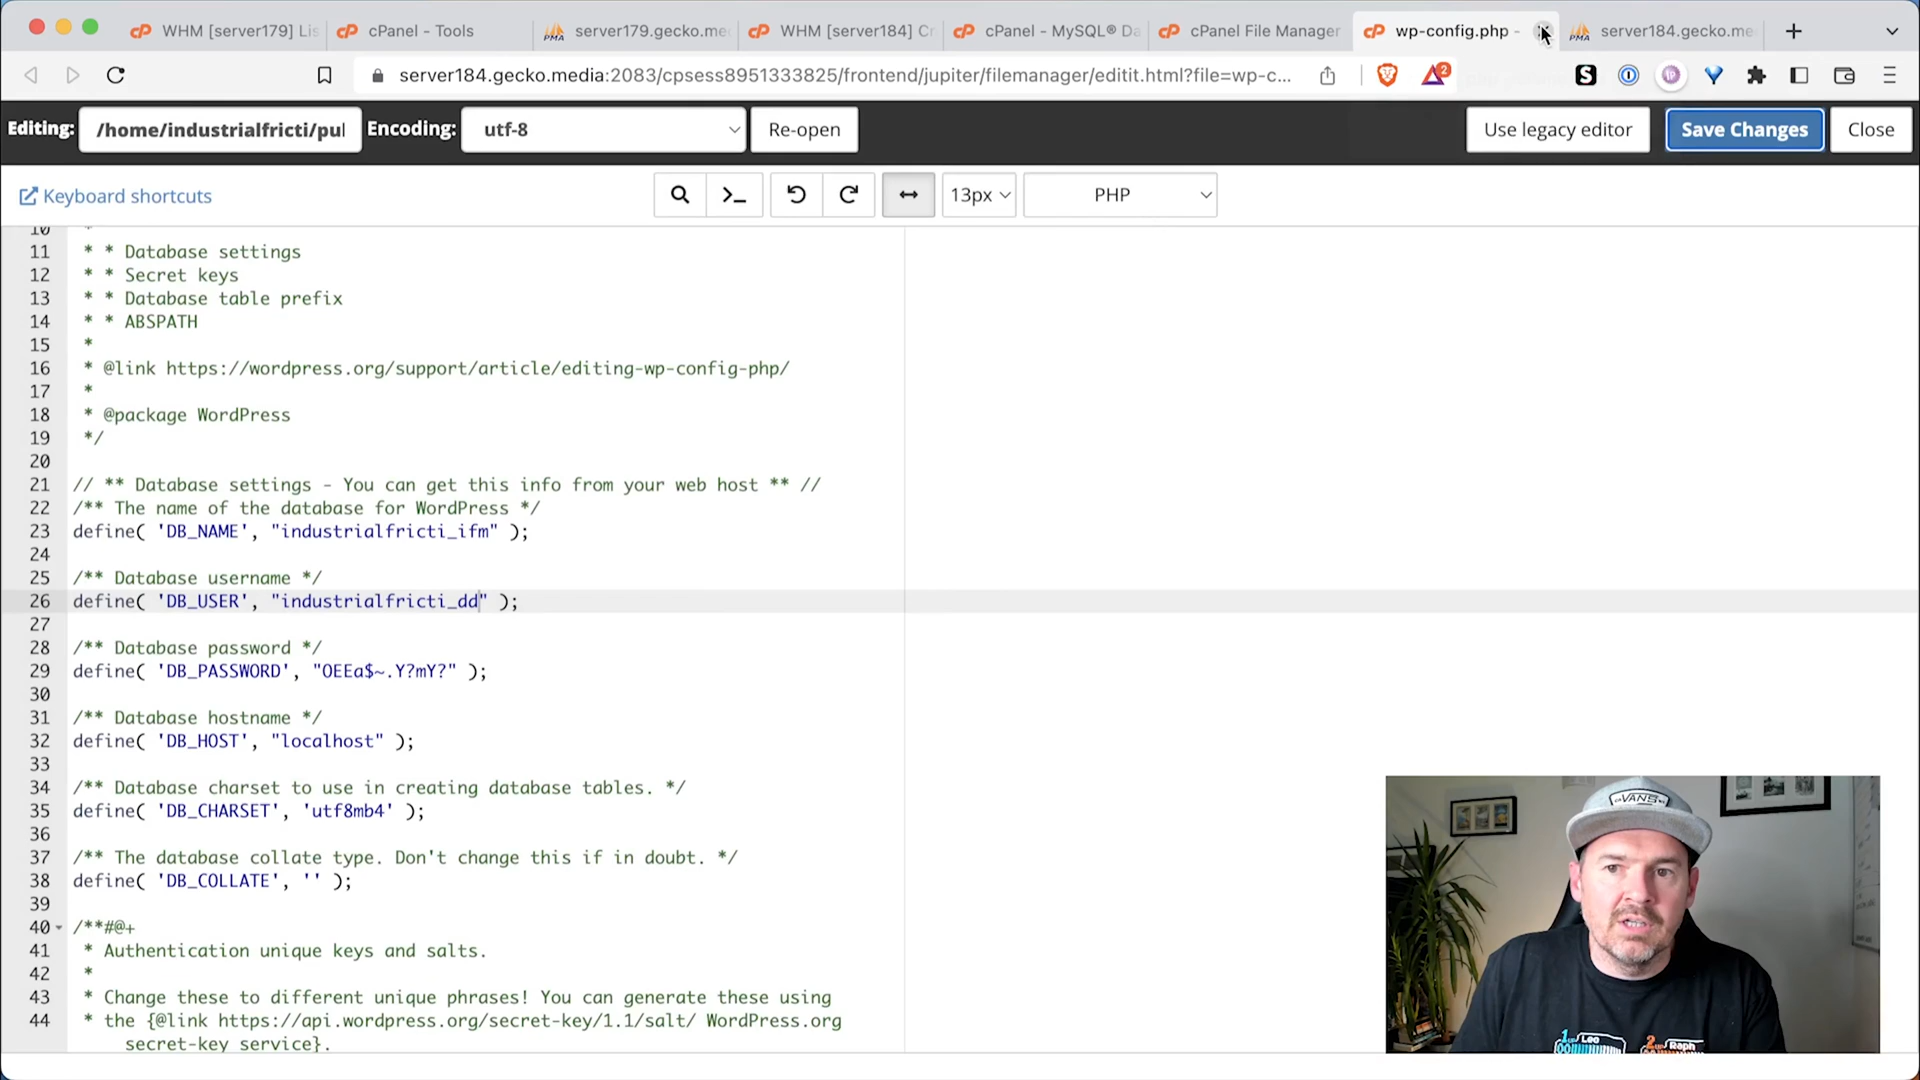 WHM [server179] Lis
cPanel - Tools
PMA server179.gecko.me
WHM [server184] Cr
cPanel - MySQL® Da
cPanel File Manager
wp-config.php -
PMA server184.gecko.me
server184.gecko.media:2083/cpsess8951333825/frontend/jupiter/filemanager/editit.html?file=wp-c...
2
Editing: /home/industrialfricti/pul Encoding: utf-8 Re-open Use legacy editor Save Changes Close
Keyboard shortcuts
13px PHP
10 *
11 * * Database settings
12 * * Secret keys
13 * * Database table prefix
14 * * ABSPATH
15 *
16 * @link https://wordpress.org/support/article/editing-wp-config-php/
17 *
18 * @package WordPress
19 */
20
21 // ** Database settings - You can get this info from your web host ** //
22 /** The name of the database for WordPress */
23 define( 'DB_NAME', "industrialfricti_ifm" );
24
25 /** Database username */
26 define( 'DB_USER', "industrialfricti_dd" );
27
28 /** Database password */
29 define( 'DB_PASSWORD', "OEEa$~.Y?mY?" );
30
31 /** Database hostname */
32 define( 'DB_HOST', "localhost" );
33
34 /** Database charset to use in creating database tables. */
35 define( 'DB_CHARSET', 'utf8mb4' );
36
37 /** The database collate type. Don't change this if in doubt. */
38 define( 'DB_COLLATE', '' );
39
40 /**#@+
41 * Authentication unique keys and salts.
42 *
43 * Change these to different unique phrases! You can generate these using
44 * the {@link https://api.wordpress.org/secret-key/1.1/salt/ WordPress.org
secret-key service}.
VANS
1UP Leo
2UP Raph